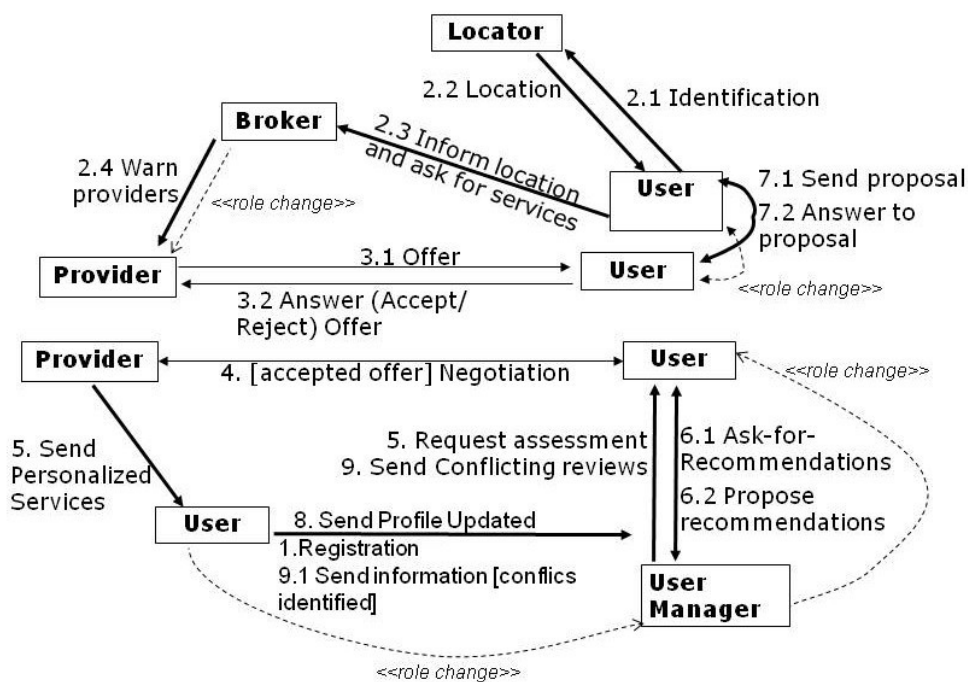 Locator
2.2 Location
2.1 Identification
Broker
2.3 Inform location
and ask for services
2.4 Warn
providers
<<role change>>
User
7.1 Send proposal
7.2 Answer to
proposal
Provider
3.1 Offer
User
<<role change>>
3.2 Answer (Accept/
Reject) Offer
Provider
User
4. [accepted offer] Negotiation
<<role change>>
5. Send
Personalized
Services
5. Request assessment
9. Send Conflicting reviews
6.1 Ask-for-
Recommendations
6.2 Propose
recommendations
User
8. Send Profile Updated
1.Registration
9.1 Send information [conflics
identified]
User
Manager
<<role change>>